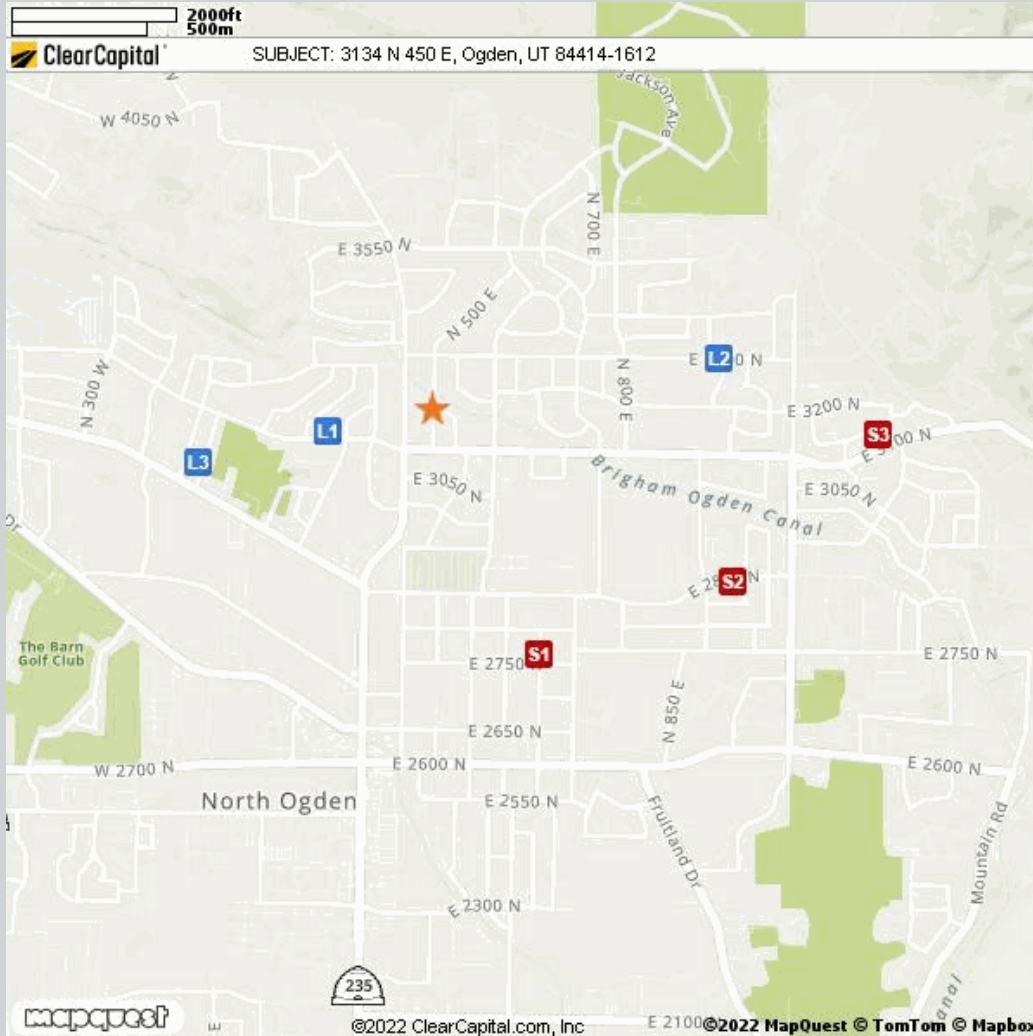 2000ft
500m
ClearCapital
SUBJECT: 3134 N 450 E, Ogden, UT 84414-1612
Jackson Ave
W 4050 N
N 700 E
E 3550 N
N 500 E
L2
N 300 W
N 800 E
E 3200 N
L1
S3
L3
E 3050 N
Brigham Ogden Canal
E 3050 N
S2
The Barn
Golf Club
S1
E 2750
E 2750 N
N 850 E
E 2650 N
W 2700 N
E 2600 N
E 2600 N
North Ogden
E 2550 N
Fruitland Dr
Mountain Rd
E 2300 N
235
mapquest
©2022 ClearCapital.com, Inc
E 2100
©2022 MapQuest © TomTom © Mapbox